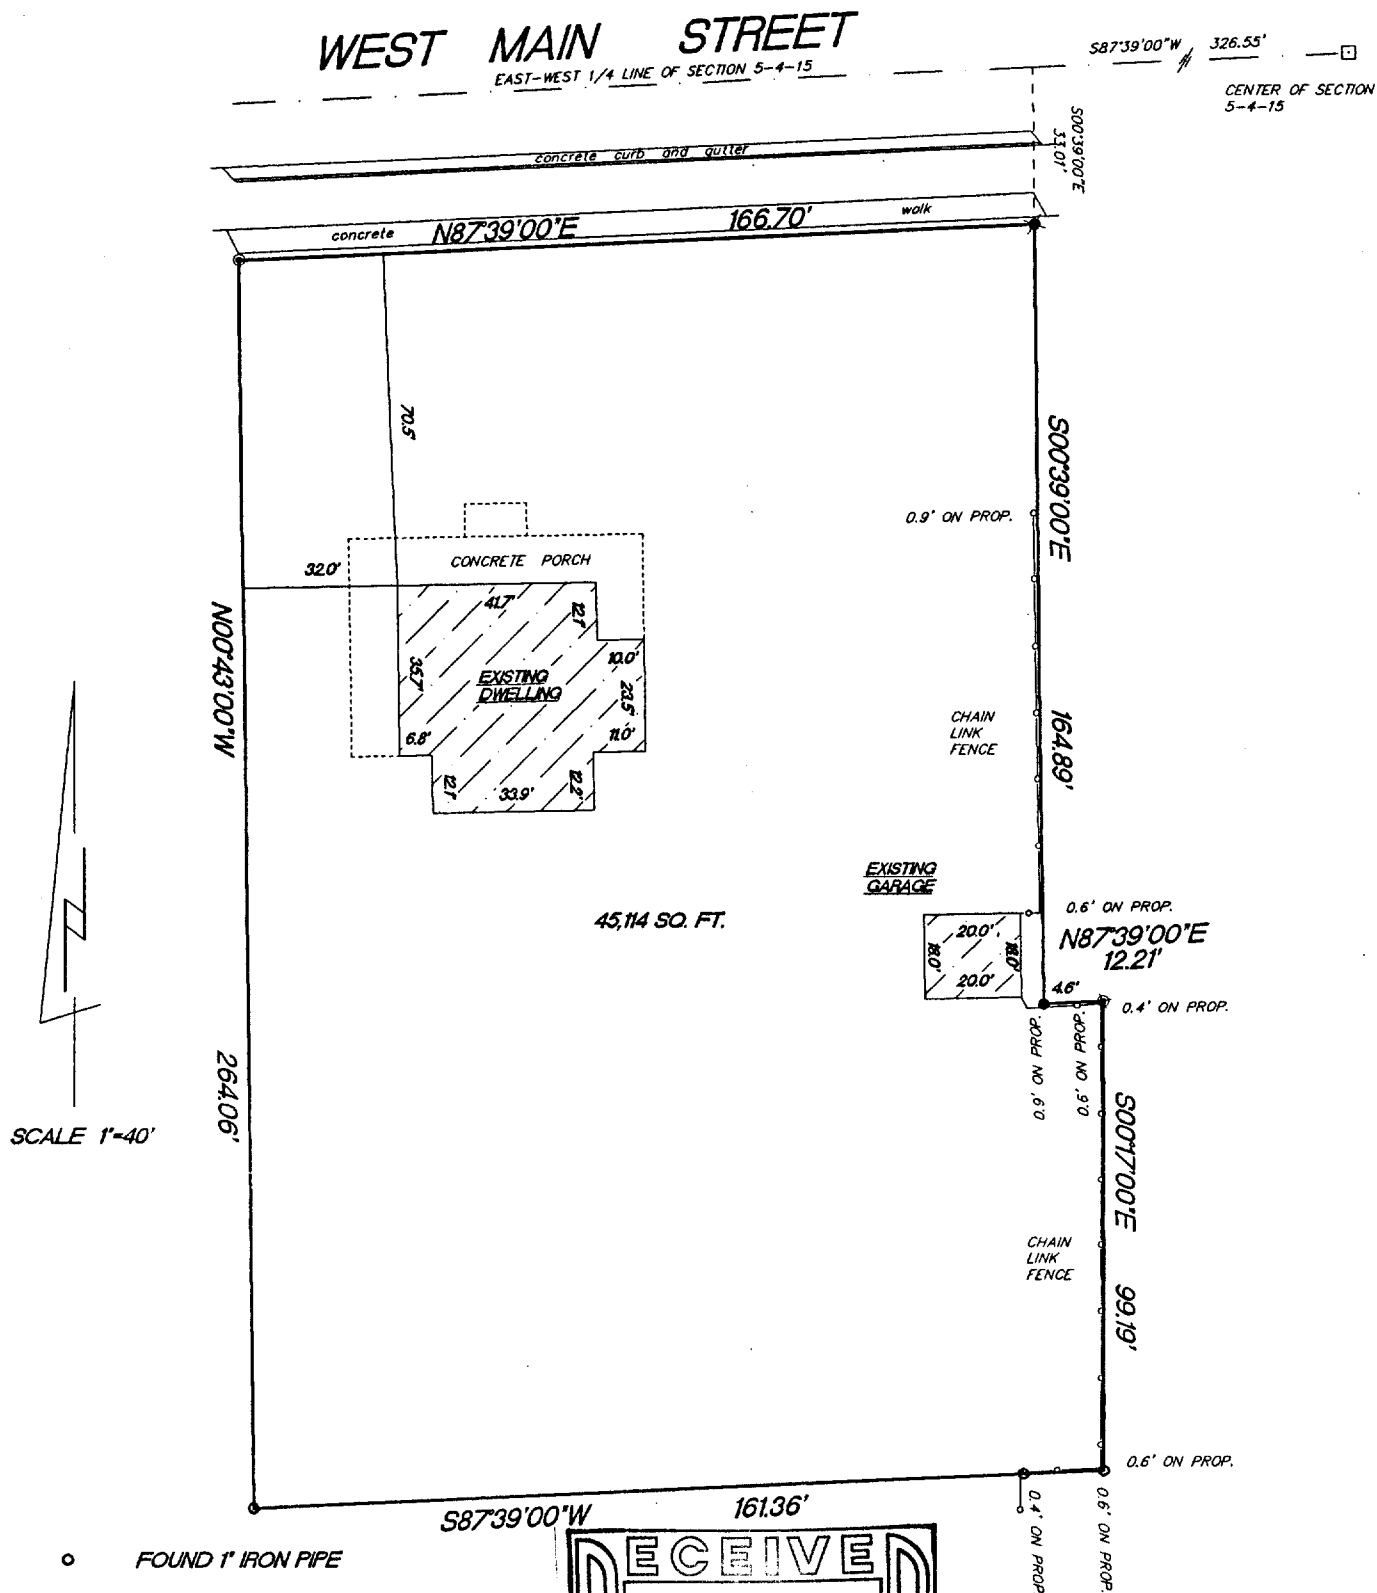 WEST MAIN STREET
EAST-WEST 1/4 LINE OF SECTION 5-4-15
S87°39'00"W 326.55'
CENTER OF SECTION
5-4-15
S00°39'00"E
33.01'
concrete curb and gutter
concrete walk
N87°39'00"E 166.70'
70.5'
S00°39'00"E 164.89'
0.9' ON PROP.
CONCRETE PORCH
32.0'
41.7'
12.1'
10.0'
35.7'
EXISTING
DWELLING
23.5'
6.8'
11.0'
12.1'
33.9'
12.2'
N00°43'00"W 264.06'
CHAIN
LINK
FENCE
EXISTING
GARAGE
45,114 SQ. FT.
0.6' ON PROP.
20.0'
18.0'
18.0'
20.0'
N87°39'00"E
12.21'
4.6'
0.4' ON PROP.
0.6' ON PROP.
0.9' ON PROP.
SCALE 1"=40'
S00°17'00"E 99.19'
CHAIN
LINK
FENCE
0.6' ON PROP.
S87°39'00"W 161.36'
0.4' ON PROP.
0.6' ON PROP.
FOUND 1" IRON PIPE
ECEIVE